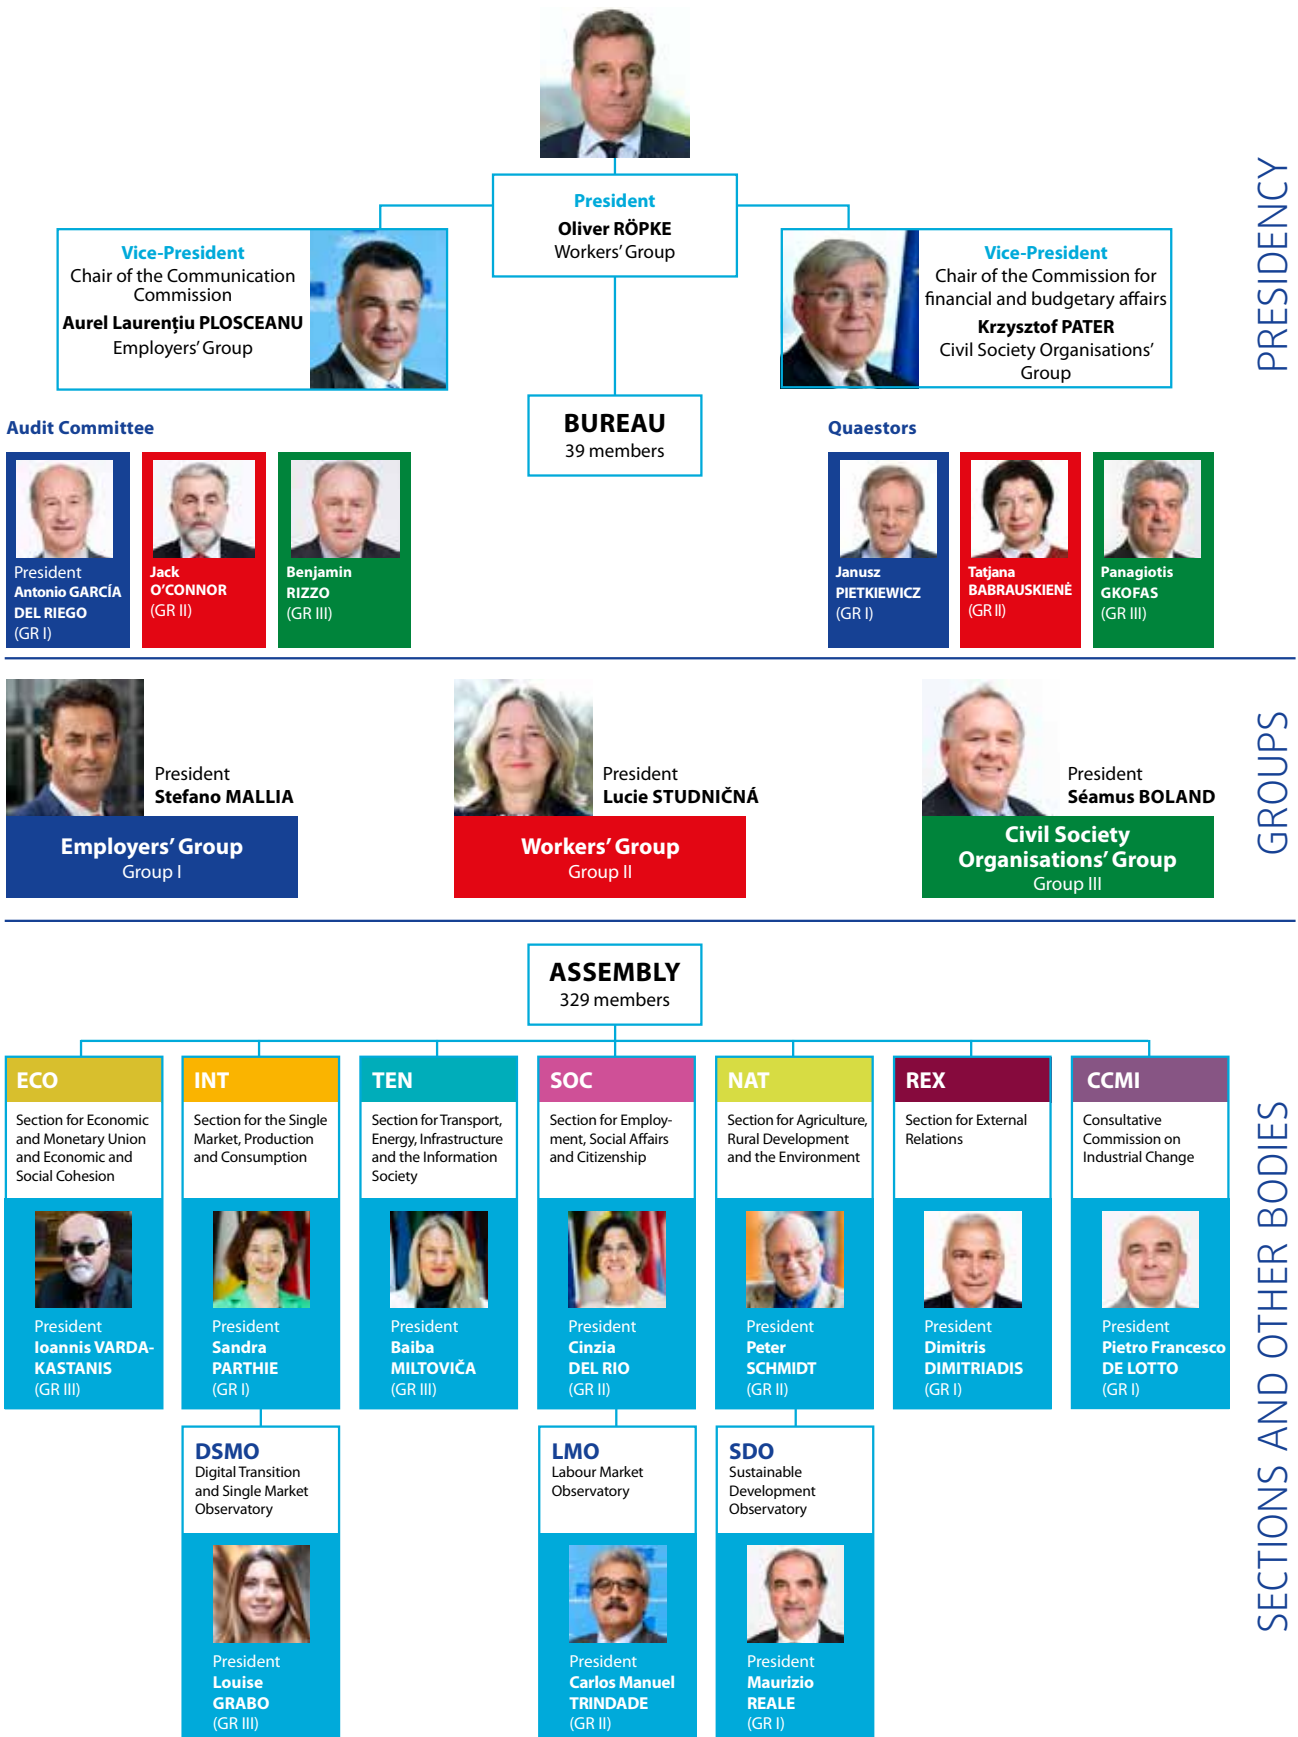 President
Oliver RÖPKE
Workers' Group
Vice-President
Chair of the Communication
Commission
Aurel Laurențiu PLOSCEANU
Employers' Group
Vice-President
Chair of the Commission for
financial and budgetary affairs
Krzysztof PATER
Civil Society Organisations'
Group
PRESIDENCY
BUREAU
39 members
Audit Committee
President
Antonio GARCÍA
DEL RIEGO
(GR I)
Jack
O'CONNOR
(GR II)
Benjamin
RIZZO
(GR III)
Quaestors
Janusz
PIETKIEWICZ
(GR I)
Tatjana
BABRAUSKIENĖ
(GR II)
Panagiotis
GKOFAS
(GR III)
President
Stefano MALLIA
Employers' Group
Group I
President
Lucie STUDNIČNÁ
Workers' Group
Group II
President
Séamus BOLAND
Civil Society
Organisations' Group
Group III
GROUPS
ASSEMBLY
329 members
ECO
Section for Economic
and Monetary Union
and Economic and
Social Cohesion
President
Ioannis VARDA-
KASTANIS
(GR III)
INT
Section for the Single
Market, Production
and Consumption
President
Sandra
PARTHIE
(GR I)
TEN
Section for Transport,
Energy, Infrastructure
and the Information
Society
President
Baiba
MILTOVIČA
(GR III)
SOC
Section for Employ-
ment, Social Affairs
and Citizenship
President
Cinzia
DEL RIO
(GR II)
NAT
Section for Agriculture,
Rural Development
and the Environment
President
Peter
SCHMIDT
(GR II)
REX
Section for External
Relations
President
Dimitris
DIMITRIADIS
(GR I)
CCMI
Consultative
Commission on
Industrial Change
President
Pietro Francesco
DE LOTTO
(GR I)
DSMO
Digital Transition
and Single Market
Observatory
President
Louise
GRABO
(GR III)
LMO
Labour Market
Observatory
President
Carlos Manuel
TRINDADE
(GR II)
SDO
Sustainable
Development
Observatory
President
Maurizio
REALE
(GR I)
SECTIONS AND OTHER BODIES